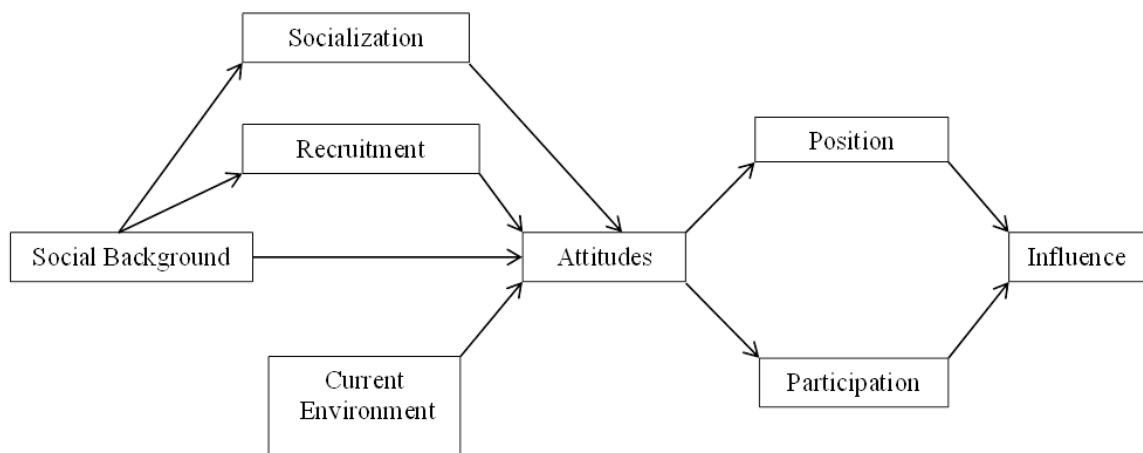 Socialization
Recruitment
Position
Social Background
Attitudes
Influence
Current
Environment
Participation